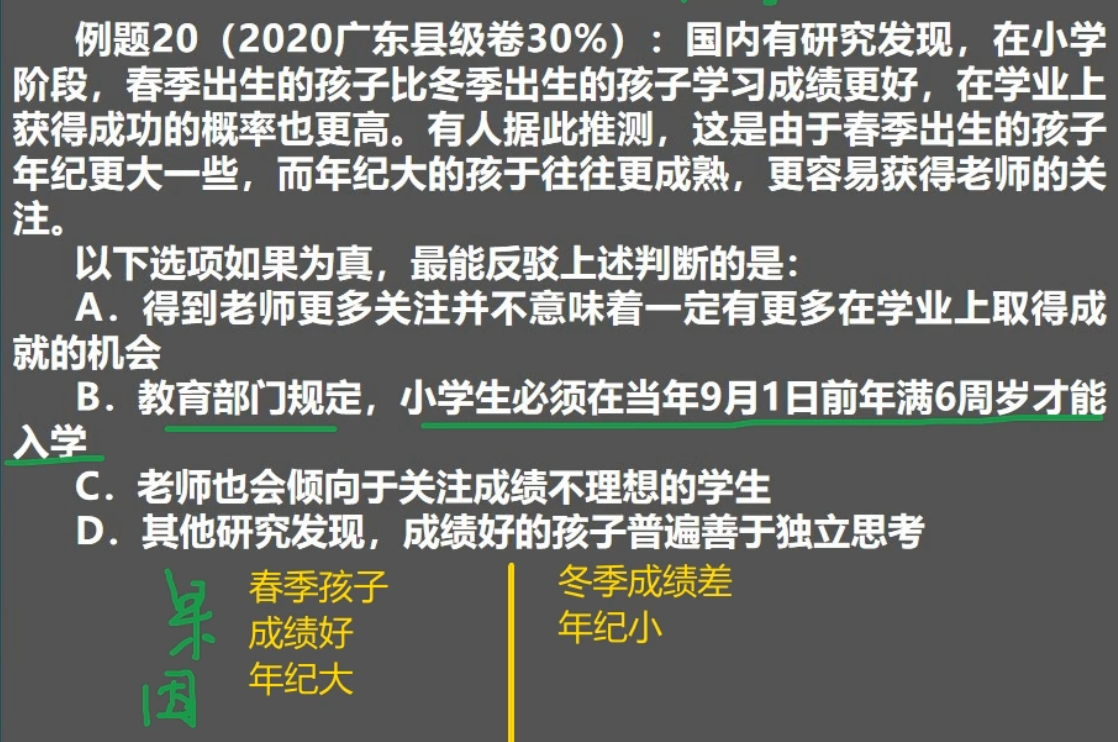 例题20（2020广东县级卷30%）：国内有研究发现，在小学
阶段，春季出生的孩子比冬季出生的孩子学习成绩更好，在学业上
获得成功的概率也更高。有人据此推测，这是由于春季出生的孩子
年纪更大一些，而年纪大的孩于往往更成熟，更容易获得老师的关
注。
以下选项如果为真，最能反驳上述判断的是：
A．得到老师更多关注并不意味着一定有更多在学业上取得成
就的机会
B．教育部门规定，小学生必须在当年9月1日前年满6周岁才能
入学
C．老师也会倾向于关注成绩不理想的学生
D．其他研究发现，成绩好的孩子普遍善于独立思考
春季孩子
冬季成绩差
果
成绩好
年纪小
年纪大
因